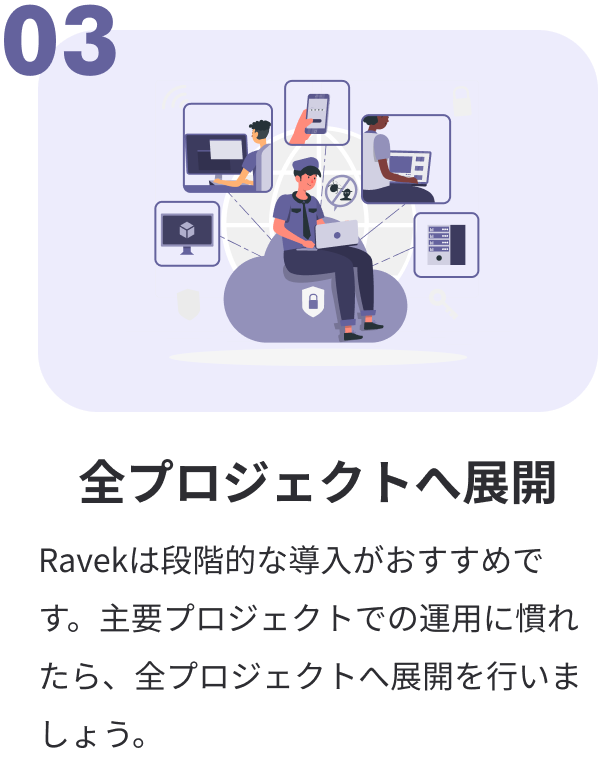 03
全プロジェクトへ展開
Ravekは段階的な導入がおすすめで
す。主要プロジェクトでの運用に慣れ
たら、全プロジェクトへ展開を行いま
しょう。